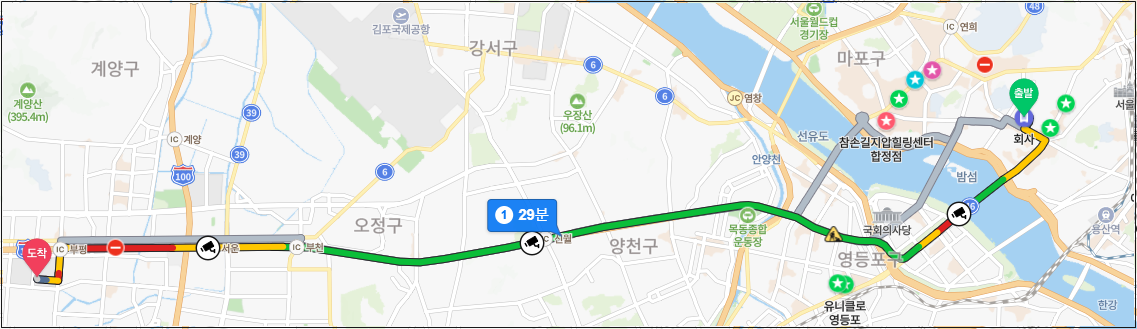 김포국제공항
강서구
6
서울월드컵
경기장
IC 연희
48
마포구
계양구
계양산
(395.4m)
39
6
JC 염창
출발
서울
우장산
(96.1m)
IC 계양
선유도
참손길지압힐링센터
합정점
회사
39
안양천
100
6
밤섬
46
1 29분
오정구
목동종합
운동장
국회의사당
용산역
도착
IC 부평
서운
IC 부천
신월
양천구
영등포구
유니클로
영등포
한강